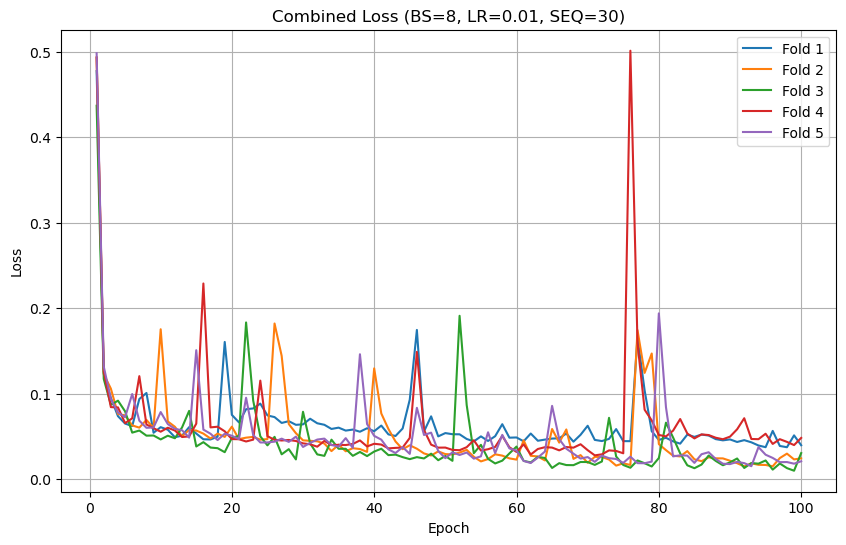 Combined Loss (BS=8, LR=0.01, SEQ=30)
Fold 1
Fold 2
Fold 3
Fold 4
Fold 5
Loss
0.5
0.4
0.3
0.2
0.1
0.0
0 20 40 60 80 100
Epoch